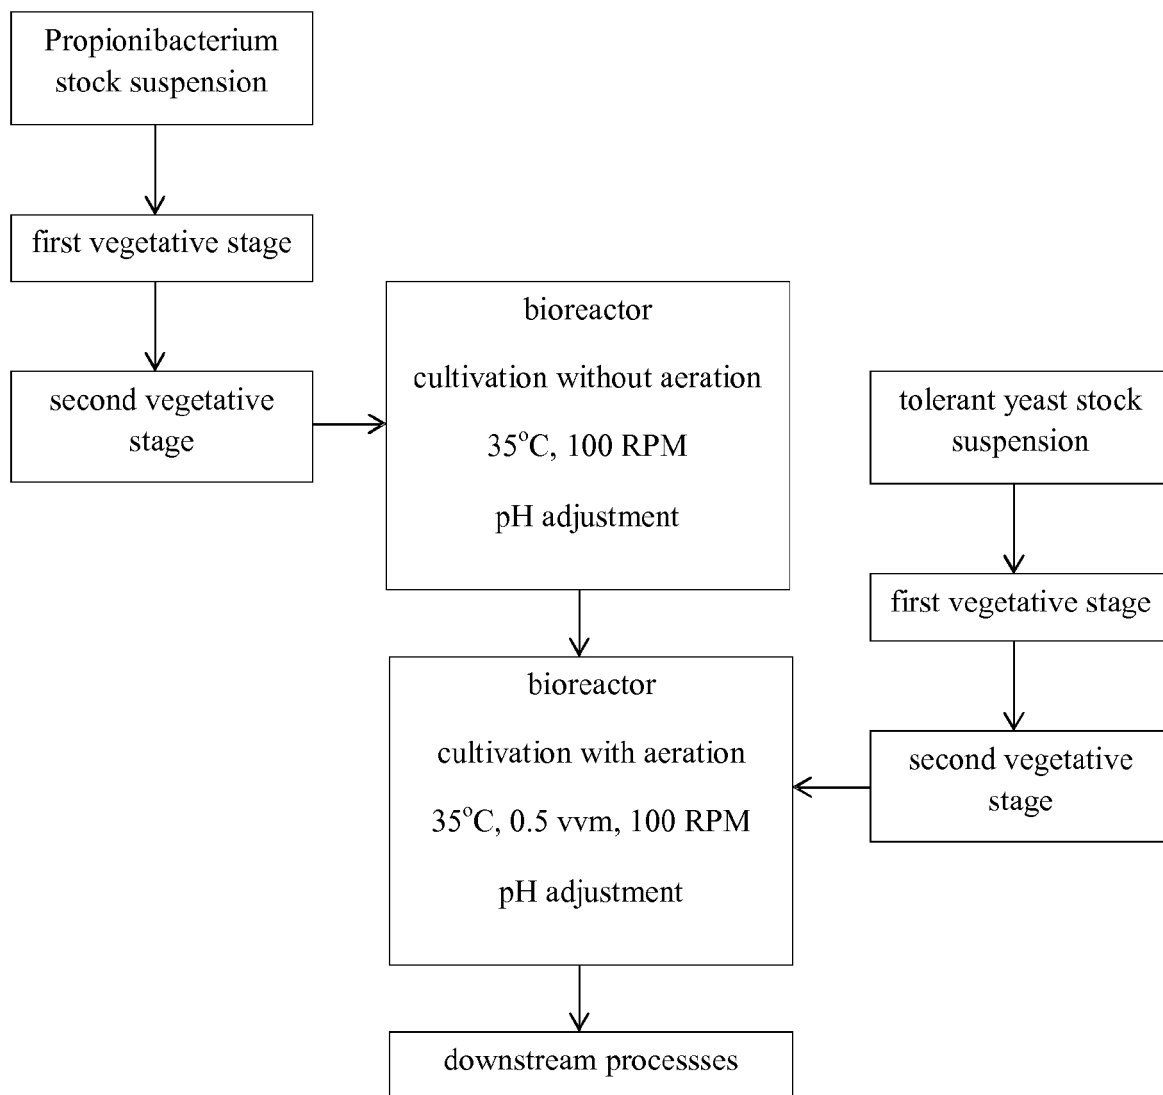 Propionibacterium
stock suspension
first vegetative stage
second vegetative
stage
bioreactor
cultivation without aeration
35°C, 100 RPM
pH adjustment
tolerant yeast stock
suspension
first vegetative stage
second vegetative
stage
bioreactor
cultivation with aeration
35°C, 0.5 vvm, 100 RPM
pH adjustment
downstream processses